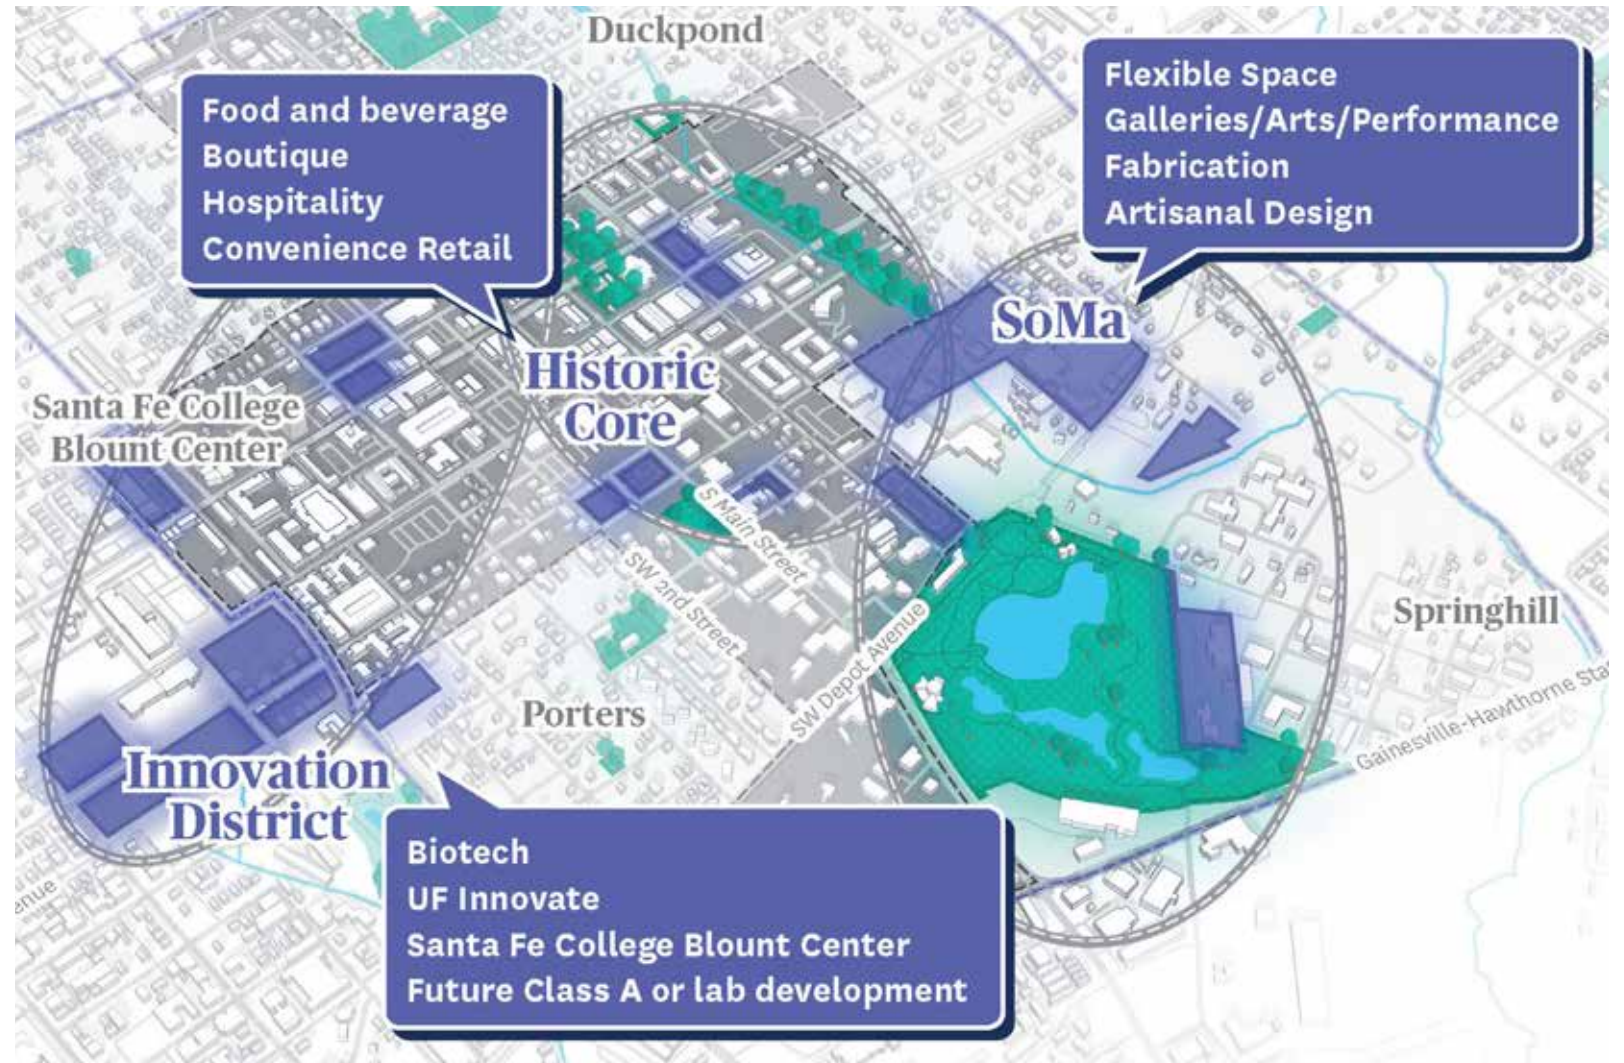 Duckpond
Food and beverage
Boutique
Hospitality
Convenience Retail
Flexible Space
Galleries/Arts/Performance
Fabrication
Artisanal Design
SoMa
Historic
Core
Santa Fe College
Blount Center
S Main Street
SW 2nd Street
SW Depot Avenue
Springhill
Porters
Gainesville-Hawthorne Sta
Innovation
District
enue
Biotech
UF Innovate
Santa Fe College Blount Center
Future Class A or lab development